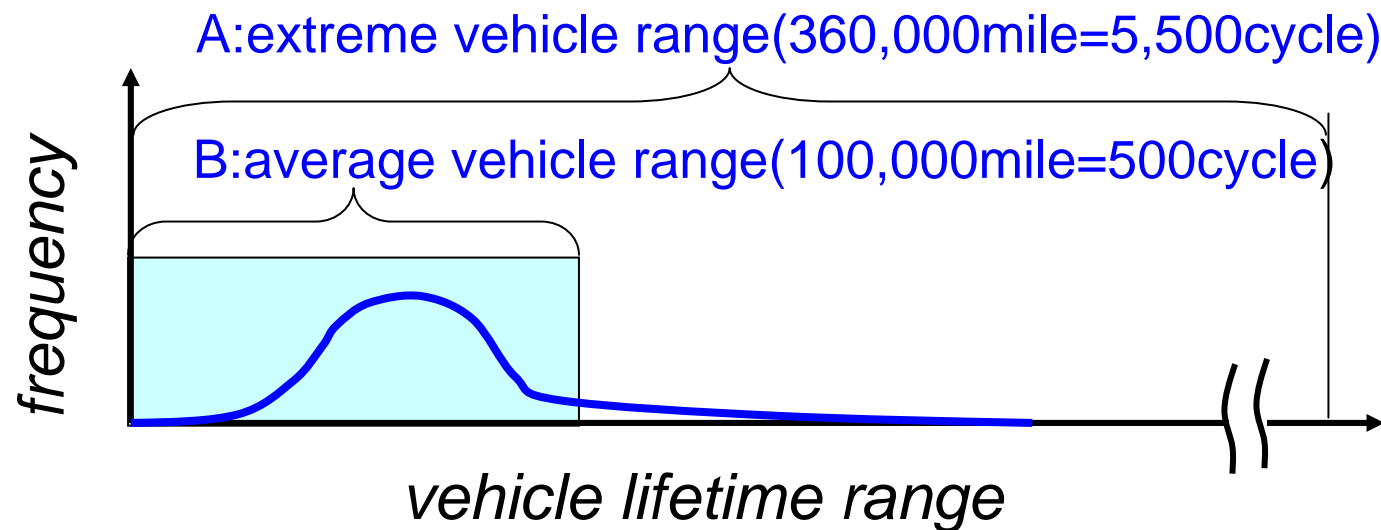 A:extreme vehicle range(360,000mile=5,500cycle)
B:average vehicle range(100,000mile=500cycle)
frequency
vehicle lifetime range